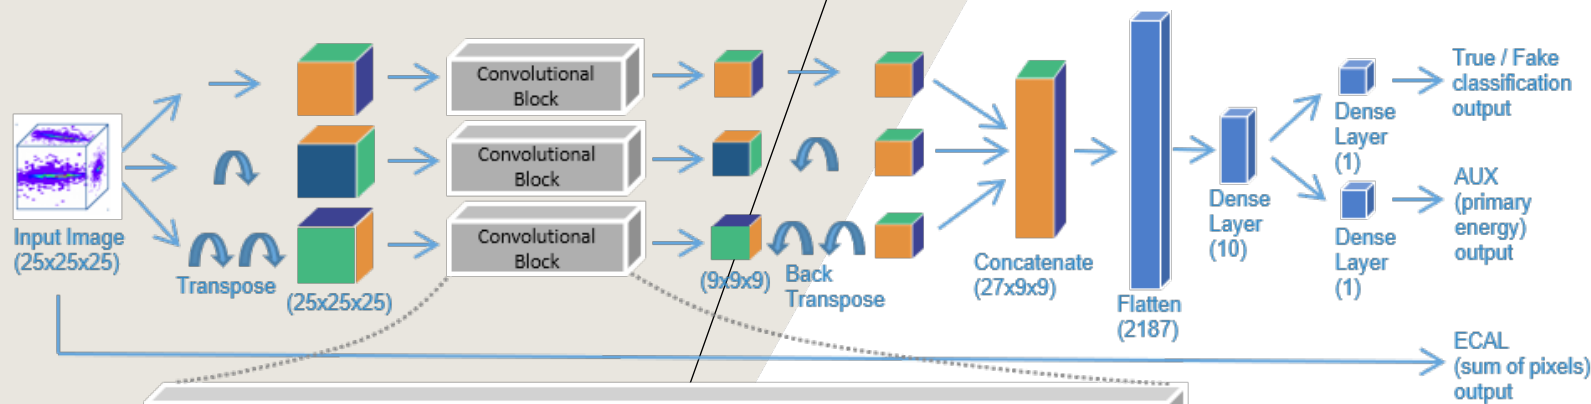 Input Image
(25x25x25)
Transpose
(25x25x25)
Convolutional
Block
Convolutional
Block
Convolutional
Block
(9x9x9)
Back
Transpose
Concatenate
(27x9x9)
Flatten
(2187)
Dense
Layer
(10)
Dense
Layer
(1)
Dense
Layer
(1)
True / Fake
classification
output
AUX
(primary
energy)
output
ECAL
(sum of pixels)
output